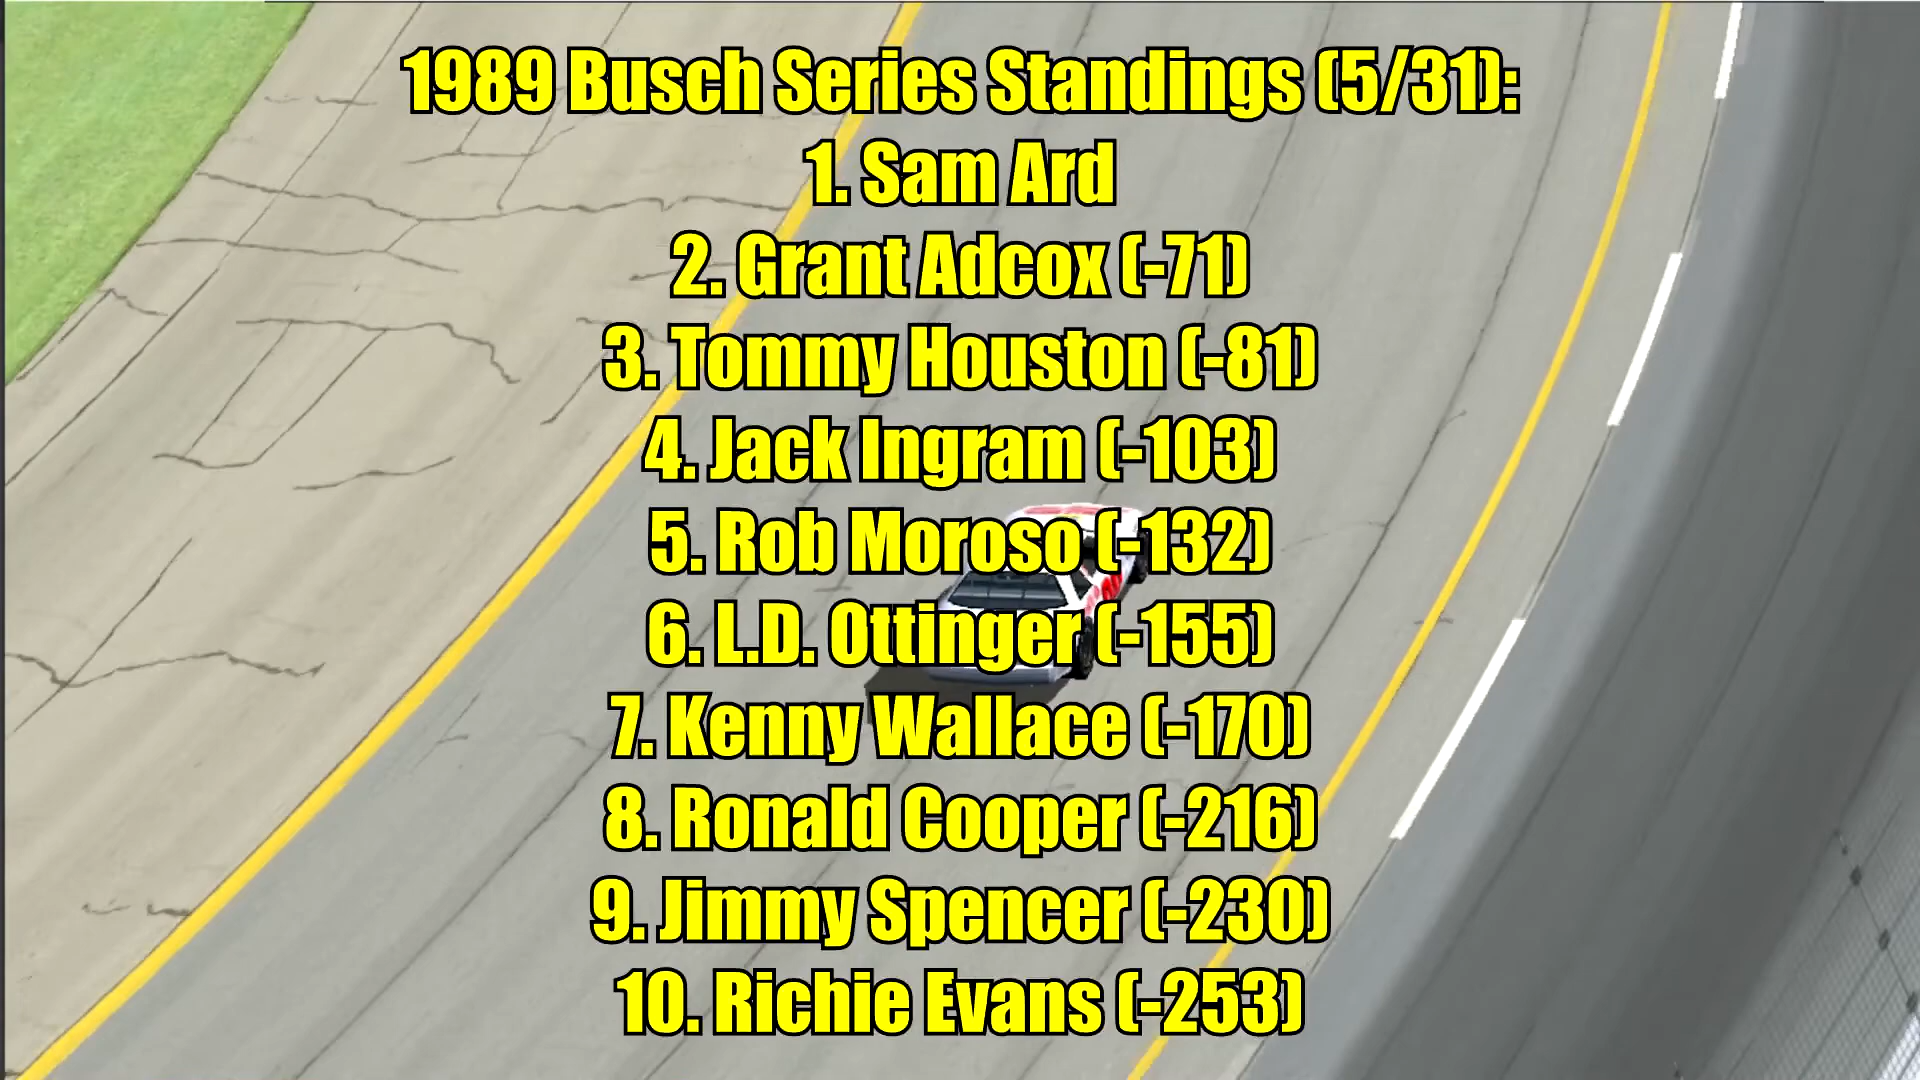 1989 Busch Series Standings (5/31):
1. Sam Ard
2. Grant Adcox (-71)
3. Tommy Houston (-81)
4. Jack Ingram (-103)
5. Rob Moroso (-132)
6. L.D. Ottinger (-155)
7. Kenny Wallace (-170)
8. Ronald Cooper (-216)
9. Jimmy Spencer (-230)
10. Richie Evans (-253)